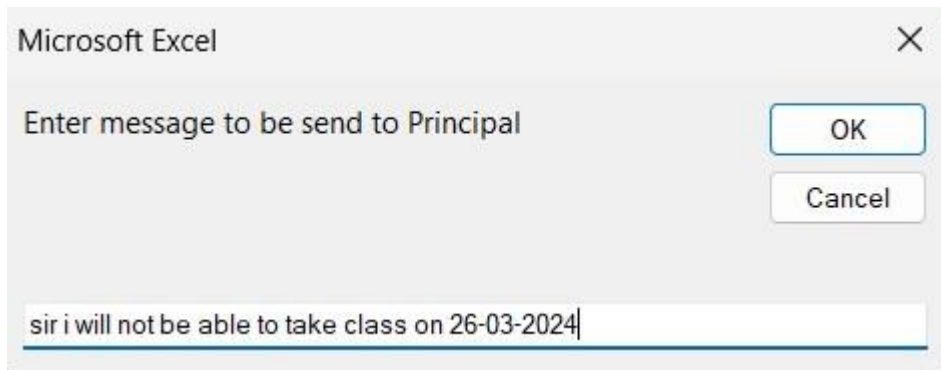 Microsoft Excel
Enter message to be send to Principal
OK
Cancel
sir i will not be able to take class on 26-03-2024